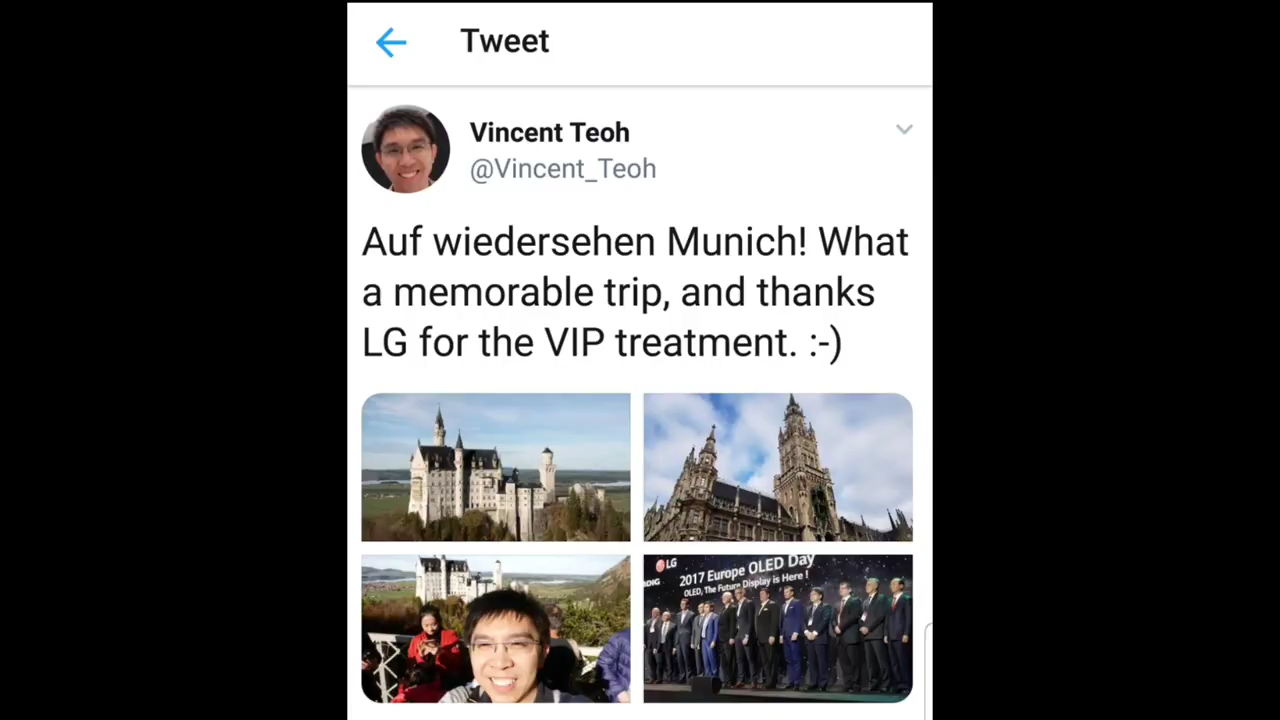 Tweet
Vincent Teoh
@Vincent_Teoh
Auf wiedersehen Munich! What
a memorable trip, and thanks
LG for the VIP treatment. :-)
LG
2017 Europe OLED Day
OLED, The Future Display is Here !